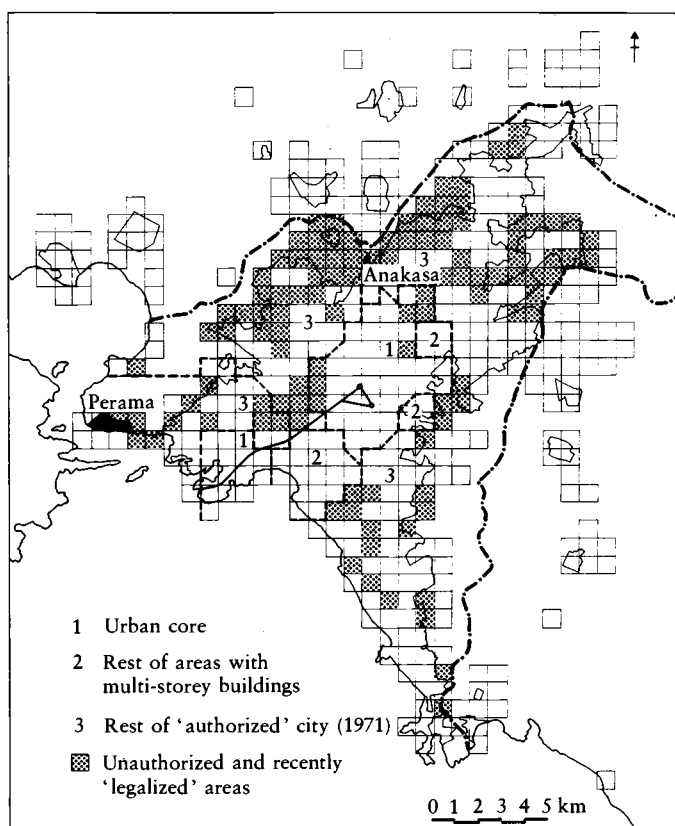 3
Anakasa
3
1
2
Perama
3
2
1
2
3
1 Urban core
2 Rest of areas with
multi-storey buildings
3 Rest of 'authorized' city (1971)
Unauthorized and recently
'legalized' areas
0 1 2 3 4 5 km